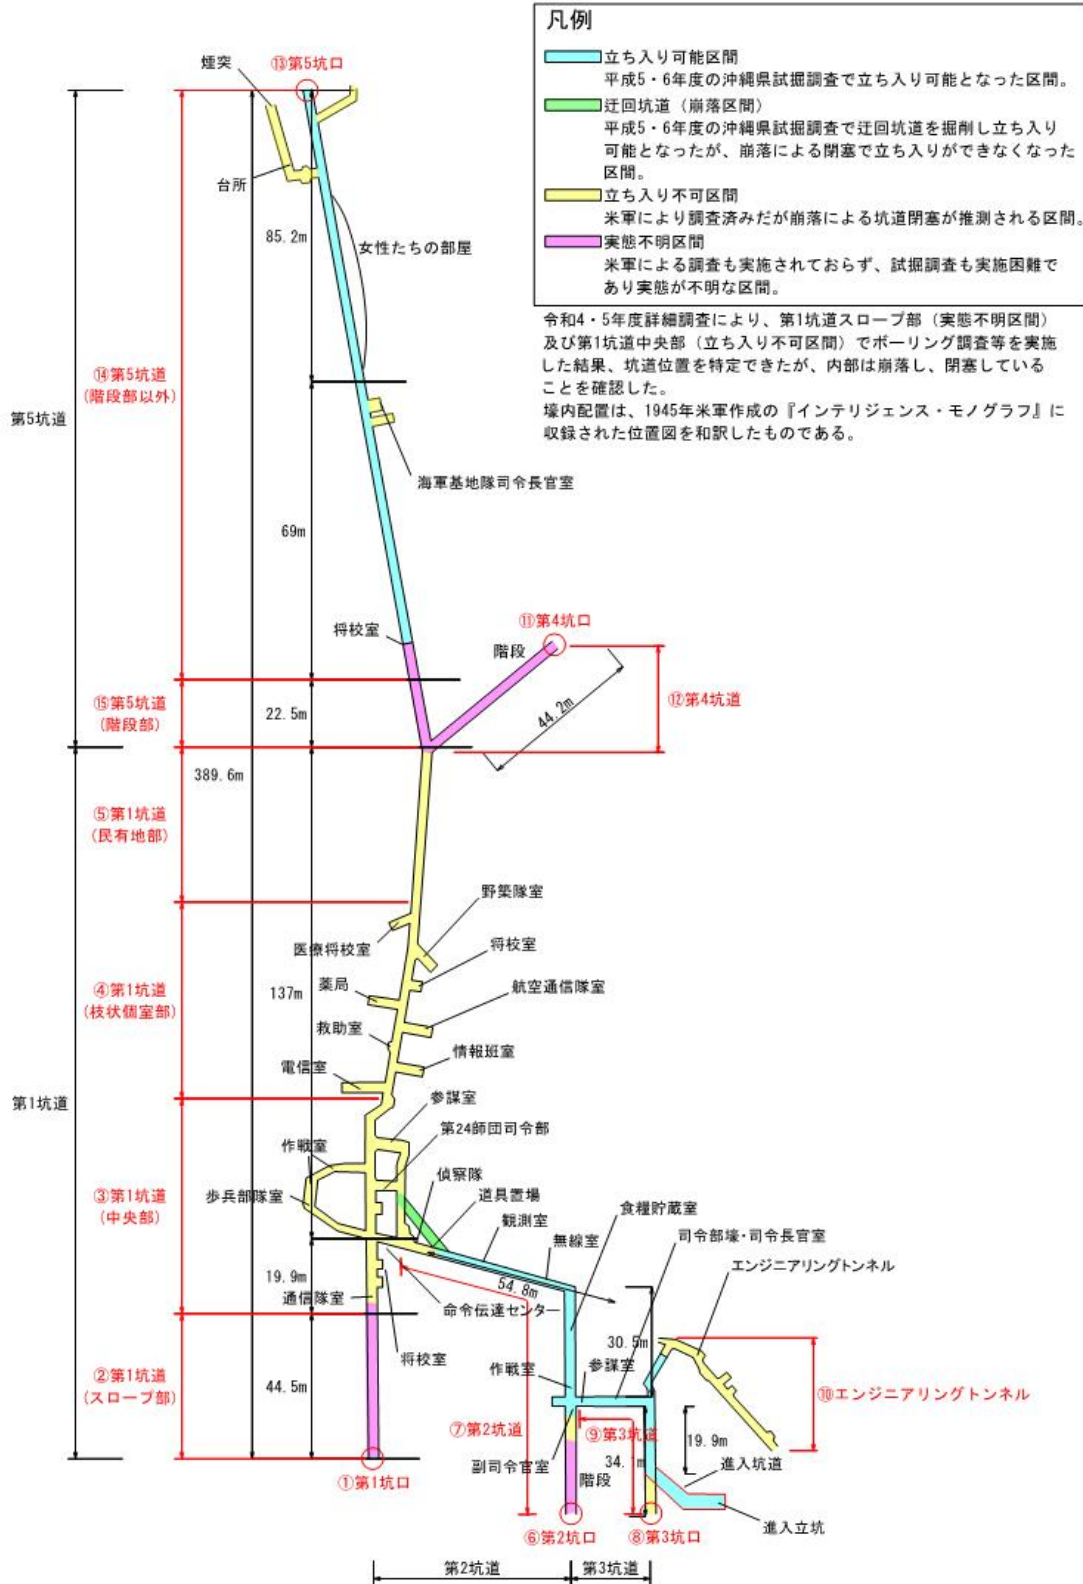 凡例
立ち入り可能区間
平成5・6年度の沖縄県試掘調査で立ち入り可能となった区間。
迂回坑道（崩落区間）
平成5・6年度の沖縄県試掘調査で迂回坑道を掘削し立ち入り
可能となったが、崩落による閉塞で立ち入りができなくなった
区間。
立ち入り不可区間
米軍により調査済みだが崩落による坑道閉塞が推測される区間。
実態不明区間
米軍による調査も実施されておらず、試掘調査も実施困難で
あり実態が不明な区間。
令和4・5年度詳細調査により、第1坑道スロープ部（実態不明区間）
及び第1坑道中央部（立ち入り不可区間）でボーリング調査等を実施
した結果、坑道位置を特定できたが、内部は崩落し、閉塞している
ことを確認した。
壕内配置は、1945年米軍作成の『インテリジェンス・モノグラフ』に
収録された位置図を和訳したものである。
煙突
⑬第5坑口
台所
85.2m
女性たちの部屋
⑭第5坑道
(階段部以外)
第5坑道
海軍基地隊司令長官室
69m
将校室
⑪第4坑口
階段
44.2m
⑫第4坑道
⑮第5坑道
(階段部)
22.5m
389.6m
⑤第1坑道
(民有地部)
野築隊室
医療将校室
将校室
④第1坑道
(枝状個室部)
137m
薬局
航空通信隊室
救助室
情報班室
電信室
第1坑道
参謀室
第24師団司令部
作戦室
偵察隊
③第1坑道
(中央部)
歩兵部隊室
道具置場
観測室
食糧貯蔵室
無線室
司令部壕・司令長官室
エンジニアリングトンネル
19.9m
通信隊室
54.8m
命令伝達センター
30.5m
将校室
②第1坑道
(スロープ部)
44.5m
作戦室
参謀室
⑩エンジニアリングトンネル
⑦第2坑道
⑨第3坑道
19.9m
副司令官室
34.1m
進入坑道
①第1坑口
階段
進入立坑
⑥第2坑口
⑧第3坑口
第2坑道
第3坑道